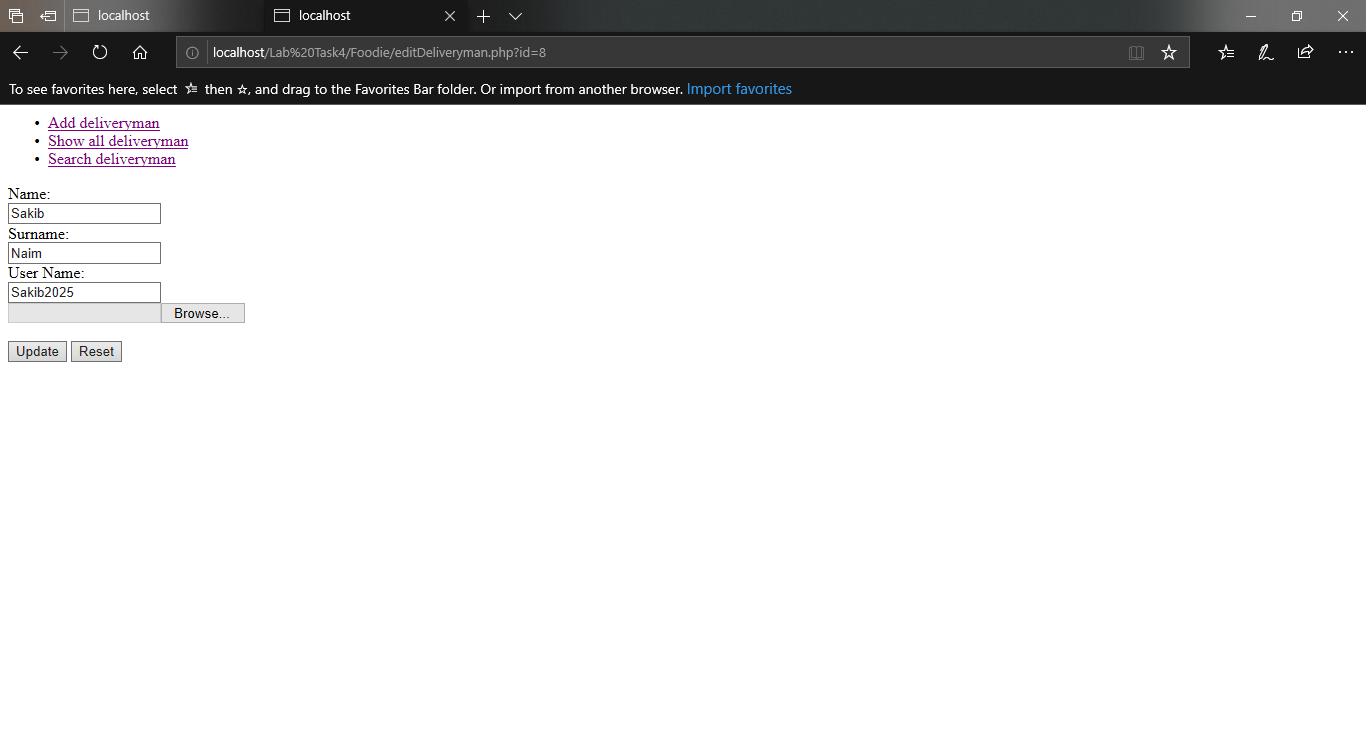 localhost
localhost
localhost/Lab%20Task4/Foodie/editDeliveryman.php?id=8
To see favorites here, select then ☆, and drag to the Favorites Bar folder. Or import from another browser. Import favorites
• Add deliveryman
• Show all deliveryman
• Search deliveryman
Name:
Sakib
Surname:
Naim
User Name:
Sakib2025
Browse...
Update Reset